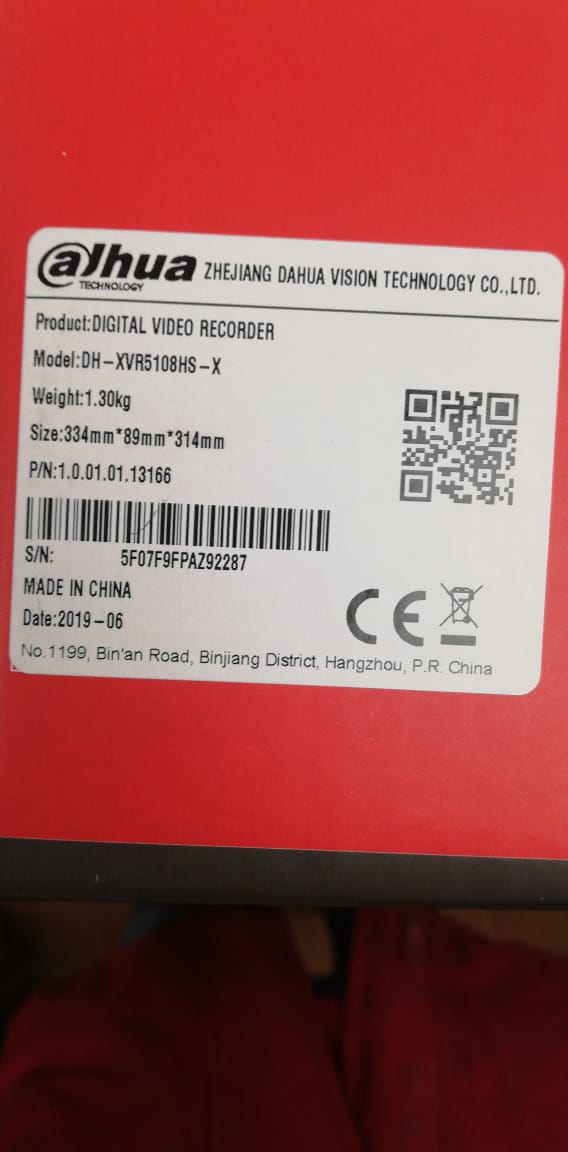 alhua TECHNOLOGY ZHEJIANG DAHUA VISION TECHNOLOGY CO.,LTD.
Product:DIGITAL VIDEO RECORDER
Model:DH-XVR5108HS-X
Weight:1.30kg
Size:334mm*89mm*314mm
P/N:1.0.01.01.13166
S/N: 5F07F9FPAZ92287
MADE IN CHINA
Date:2019-06
CE
No.1199, Bin'an Road, Binjiang District, Hangzhou, P.R. China